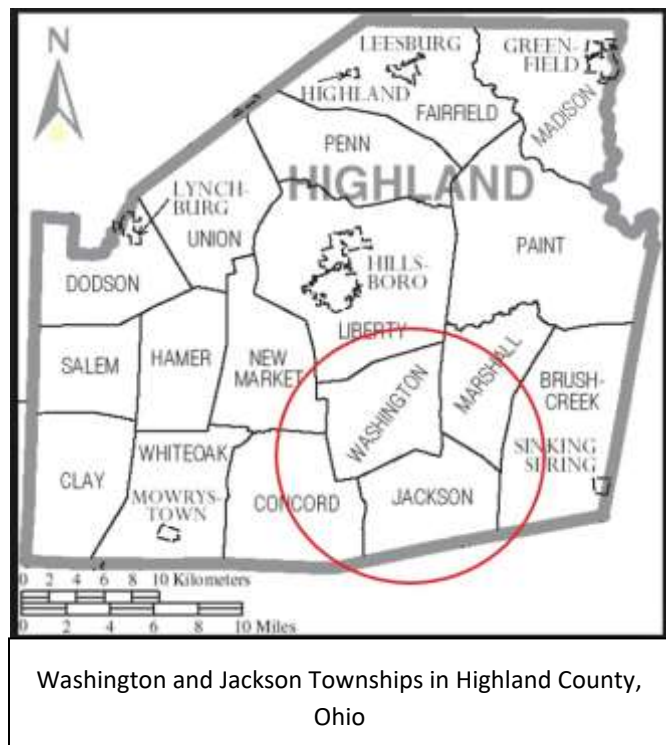 N
LEESBURG
GREEN-
FIELD
HIGHLAND
FAIRFIELD
MADISON
PENN
HIGHLAND
LYNCH-
BURG
UNION
PAINT
HILLS-
BORO
DODSON
LIBERTY
SALEM
HAMER
NEW
MARKET
WASHINGTON
MARSHALL
BRUSH-
CREEK
SINKING
SPRING
WHITEOAK
CLAY
MOWRYS-
TOWN
CONCORD
JACKSON
0 2 4 6 8 10 Kilometers
0 2 4 6 8 10 Miles
Washington and Jackson Townships in Highland County,
Ohio